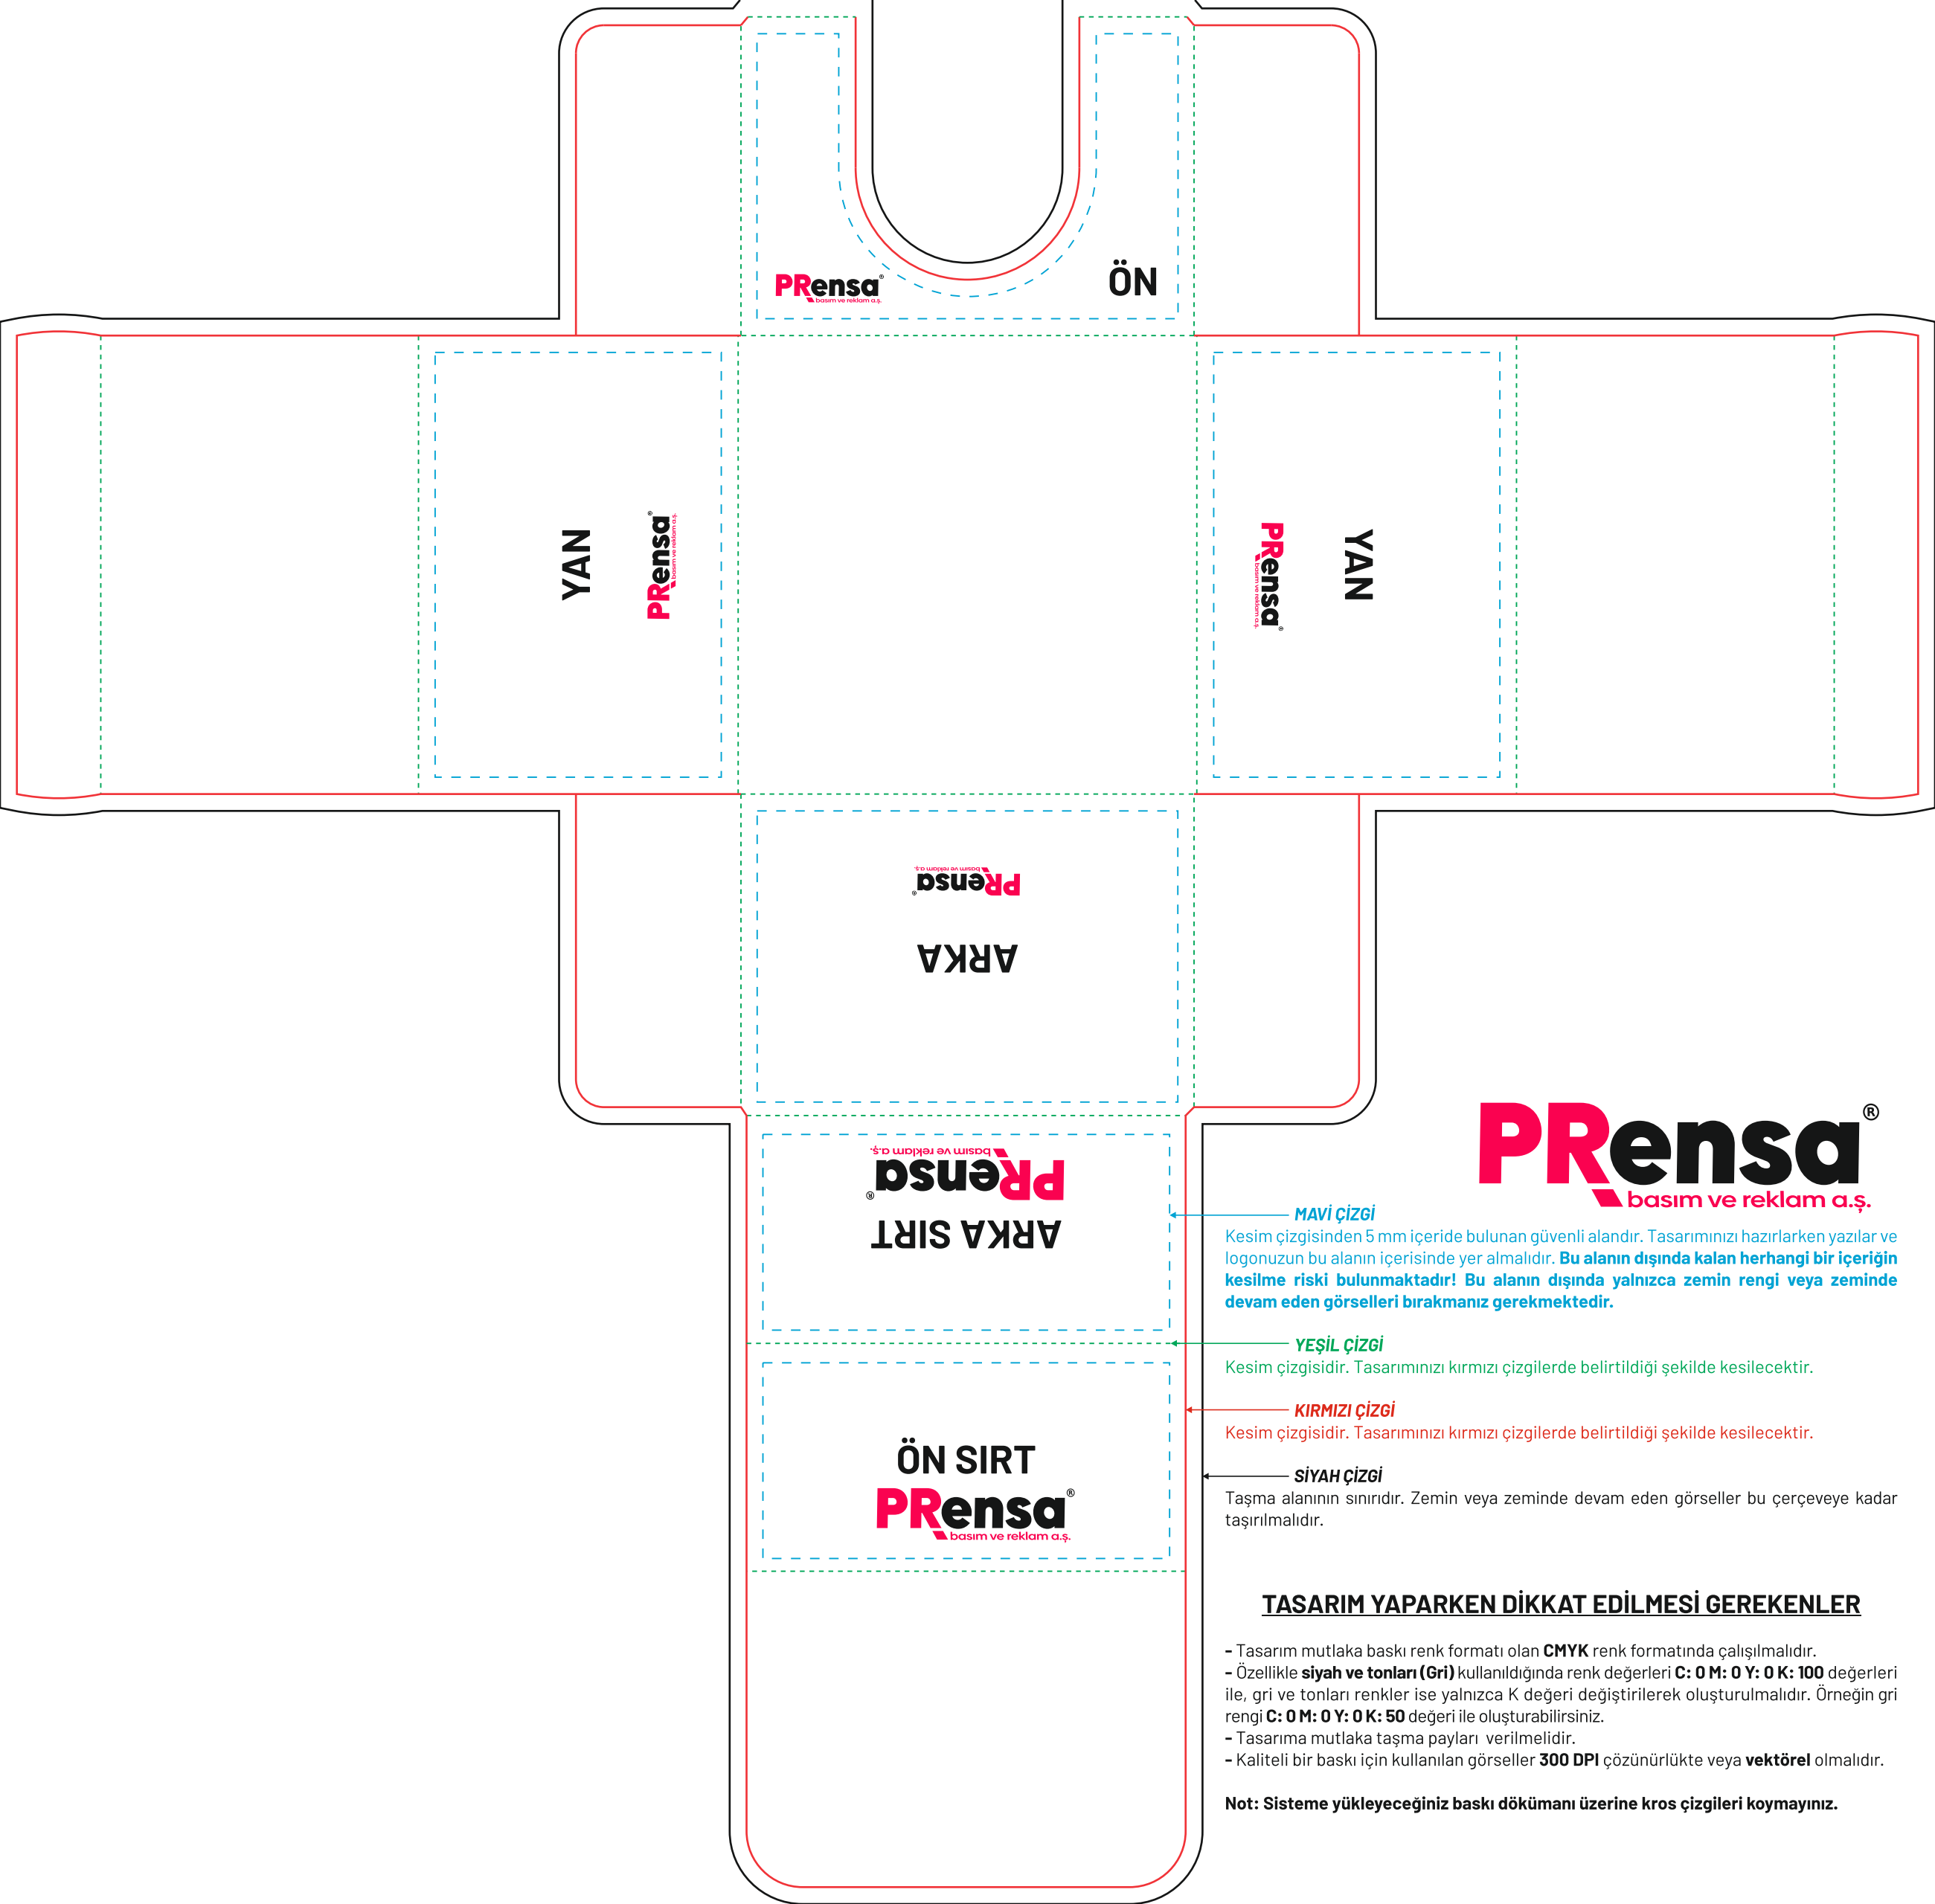 PRensa®
basım ve reklam a.ş.
ÖN
YAN
PRensa®
basım ve reklam a.ş.
PRensa®
basım ve reklam a.ş.
YAN
PRensa®
basım ve reklam a.ş.
ARKA
PRensa®
basım ve reklam a.ş.
ARKA SIRT
ÖN SIRT
PRensa®
basım ve reklam a.ş.
PRensa®
basım ve reklam a.ş.
MAVİ ÇİZGİ
Kesim çizgisinden 5 mm içeride bulunan güvenli alandır. Tasarımınızı hazırlarken yazılar ve
logonuzun bu alanın içerisinde yer almalıdır. Bu alanın dışında kalan herhangi bir içeriğin
kesilme riski bulunmaktadır! Bu alanın dışında yalnızca zemin rengi veya zeminde
devam eden görselleri bırakmanız gerekmektedir.
YEŞİL ÇİZGİ
Kesim çizgisidir. Tasarımınızı kırmızı çizgilerde belirtildiği şekilde kesilecektir.
KIRMIZI ÇİZGİ
Kesim çizgisidir. Tasarımınızı kırmızı çizgilerde belirtildiği şekilde kesilecektir.
SİYAH ÇİZGİ
Taşma alanının sınırıdır. Zemin veya zeminde devam eden görseller bu çerçeveye kadar
taşırılmalıdır.
TASARIM YAPARKEN DİKKAT EDİLMESİ GEREKENLER
- Tasarım mutlaka baskı renk formatı olan CMYK renk formatında çalışılmalıdır.
- Özellikle siyah ve tonları (Gri) kullanıldığında renk değerleri C: 0 M: 0 Y: 0 K: 100 değerleri
ile, gri ve tonları renkler ise yalnızca K değeri değiştirilerek oluşturulmalıdır. Örneğin gri
rengi C: 0 M: 0 Y: 0 K: 50 değeri ile oluşturabilirsiniz.
- Tasarıma mutlaka taşma payları verilmelidir.
- Kaliteli bir baskı için kullanılan görseller 300 DPI çözünürlükte veya vektörel olmalıdır.
Not: Sisteme yükleyeceğiniz baskı dökümanı üzerine kros çizgileri koymayınız.